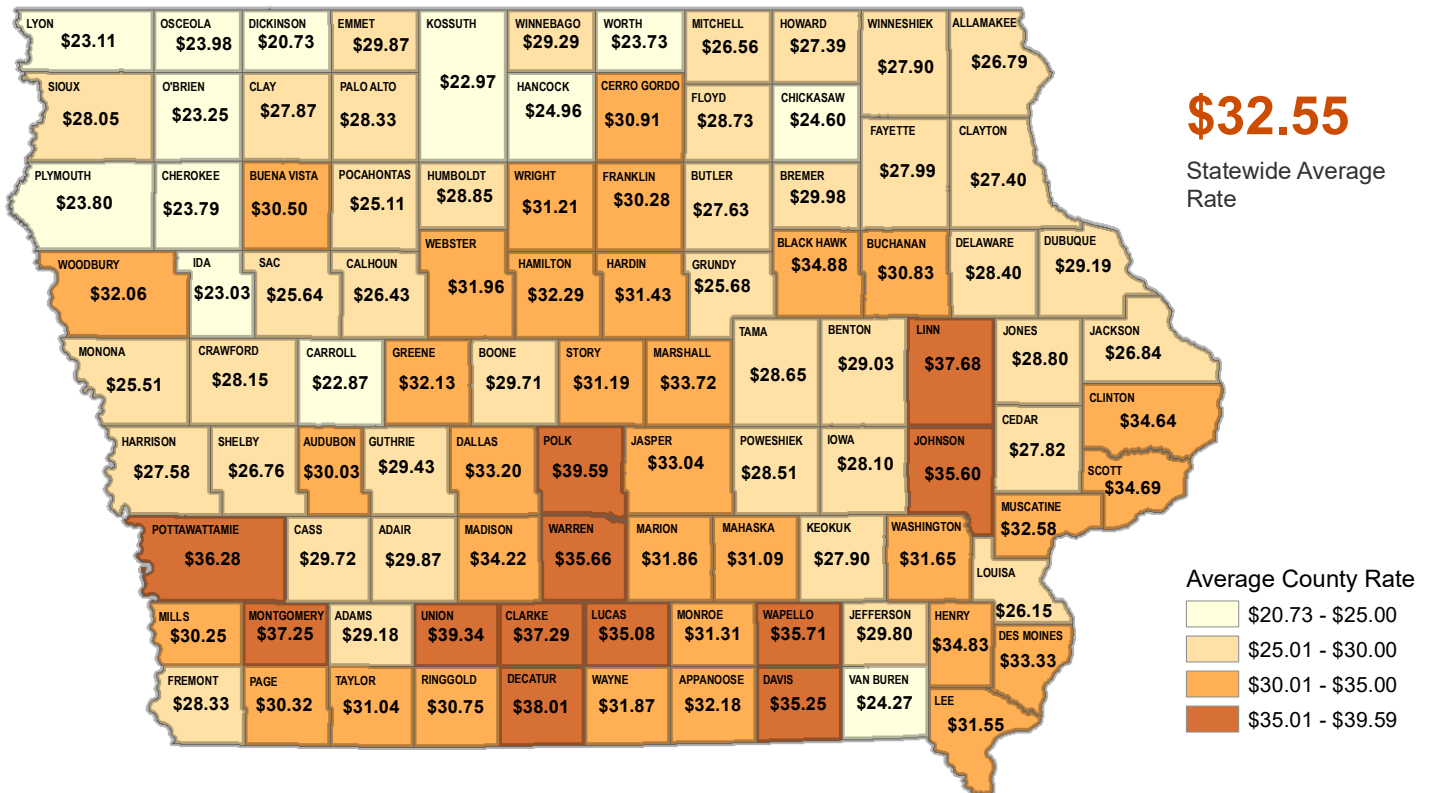 LYON
$23.11
OSCEOLA
$23.98
DICKINSON
$20.73
EMMET
$29.87
KOSSUTH
$22.97
WINNEBAGO
$29.29
WORTH
$23.73
MITCHELL
$26.56
HOWARD
$27.39
WINNESHIEK
$27.90
ALLAMAKEE
$26.79
SIOUX
$28.05
O'BRIEN
$23.25
CLAY
$27.87
PALO ALTO
$28.33
HANCOCK
$24.96
CERRO GORDO
$30.91
FLOYD
$28.73
CHICKASAW
$24.60
FAYETTE
$27.99
CLAYTON
$27.40
PLYMOUTH
$23.80
CHEROKEE
$23.79
BUENA VISTA
$30.50
POCAHONTAS
$25.11
HUMBOLDT
$28.85
WRIGHT
$31.21
FRANKLIN
$30.28
BUTLER
$27.63
BREMER
$29.98
WOODBURY
$32.06
IDA
$23.03
SAC
$25.64
CALHOUN
$26.43
WEBSTER
$31.96
HAMILTON
$32.29
HARDIN
$31.43
GRUNDY
$25.68
BLACK HAWK
$34.88
BUCHANAN
$30.83
DELAWARE
$28.40
DUBUQUE
$29.19
MONONA
$25.51
CRAWFORD
$28.15
CARROLL
$22.87
GREENE
$32.13
BOONE
$29.71
STORY
$31.19
MARSHALL
$33.72
TAMA
$28.65
BENTON
$29.03
LINN
$37.68
JONES
$28.80
JACKSON
$26.84
CLINTON
$34.64
HARRISON
$27.58
SHELBY
$26.76
AUDUBON
$30.03
GUTHRIE
$29.43
DALLAS
$33.20
POLK
$39.59
JASPER
$33.04
POWESHIEK
$28.51
IOWA
$28.10
JOHNSON
$35.60
CEDAR
$27.82
SCOTT
$34.69
MUSCATINE
$32.58
POTTAWATTAMIE
$36.28
CASS
$29.72
ADAIR
$29.87
MADISON
$34.22
WARREN
$35.66
MARION
$31.86
MAHASKA
$31.09
KEOKUK
$27.90
WASHINGTON
$31.65
LOUISA
$26.15
MILLS
$30.25
MONTGOMERY
$37.25
ADAMS
$29.18
UNION
$39.34
CLARKE
$37.29
LUCAS
$35.08
MONROE
$31.31
WAPELLO
$35.71
JEFFERSON
$29.80
HENRY
$34.83
DES MOINES
$33.33
FREMONT
$28.33
PAGE
$30.32
TAYLOR
$31.04
RINGGOLD
$30.75
DECATUR
$38.01
WAYNE
$31.87
APPANOOSE
$32.18
DAVIS
$35.25
VAN BUREN
$24.27
LEE
$31.55
$32.55
Statewide Average
Rate
Average County Rate
$20.73 - $25.00
$25.01 - $30.00
$30.01 - $35.00
$35.01 - $39.59